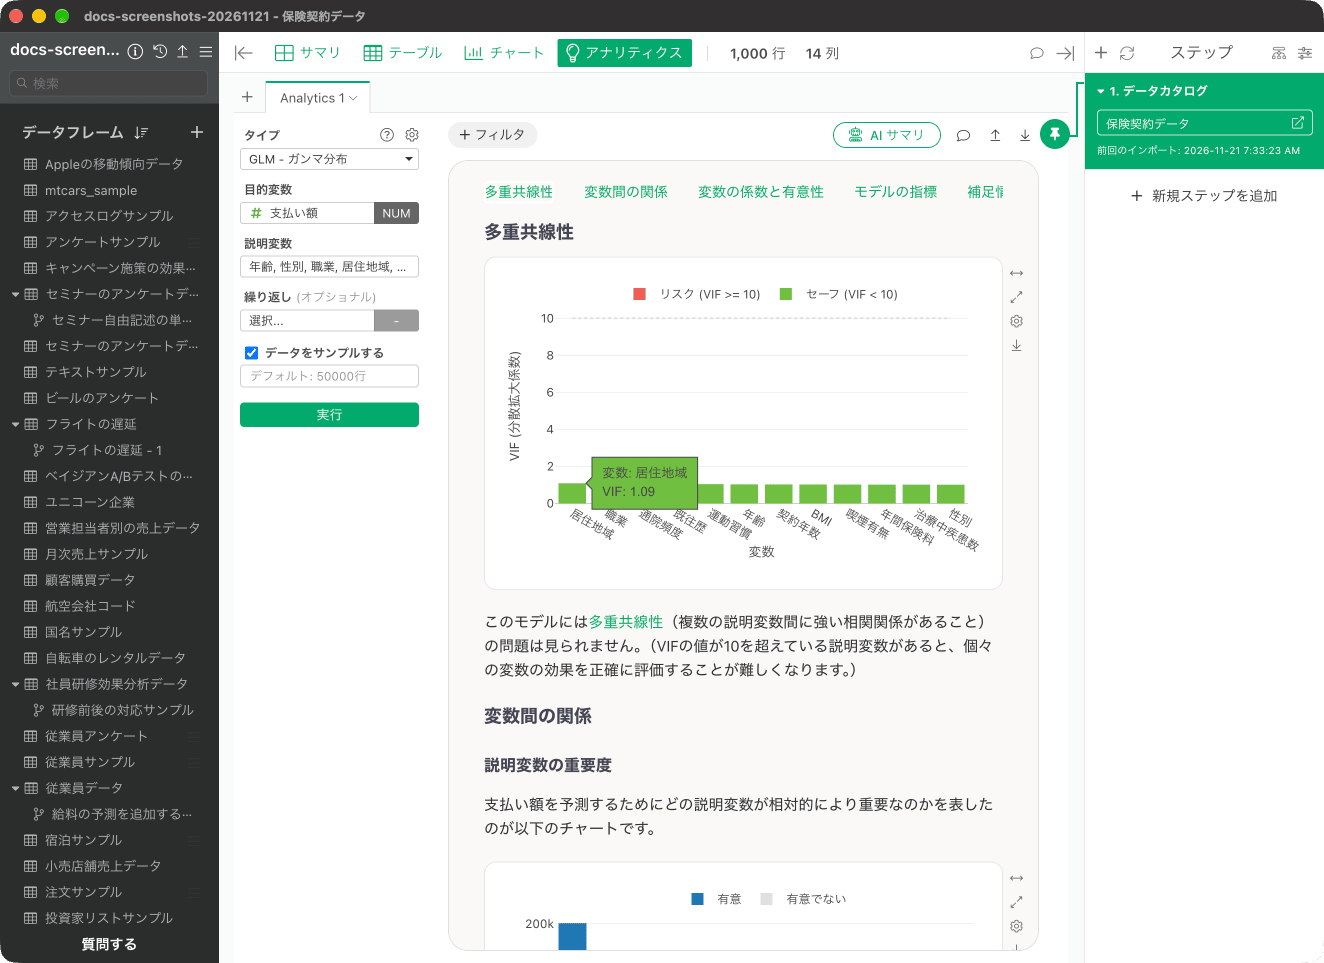 docs-screenshots-20261121 - 保険契約データ
docs-screen...
検索
データフレーム
Appleの移動傾向データ
mtcars_sample
アクセスログサンプル
アンケートサンプル
キャンペーン施策の効果…
セミナーのアンケートデ…
セミナー自由記述の単…
セミナーのアンケートデ…
テキストサンプル
ビールのアンケート
フライトの遅延
フライトの遅延 - 1
ベイジアンA/Bテストの…
ユニコーン企業
営業担当者別の売上データ
月次売上サンプル
顧客購買データ
航空会社コード
国名サンプル
自転車のレンタルデータ
社員研修効果分析データ
研修前後の対応サンプル
従業員アンケート
従業員サンプル
従業員データ
給料の予測を追加する…
宿泊サンプル
小売店舗売上データ
注文サンプル
投資家リストサンプル
質問する
サマリ
テーブル
チャート
アナリティクス
1,000 行
14 列
Analytics 1
タイプ
GLM - ガンマ分布
目的変数
# 支払い額
NUM
説明変数
年齢, 性別, 職業, 居住地域, ...
繰り返し (オプショナル)
選択...
-
データをサンプルする
デフォルト: 50000行
実行
+ フィルタ
AI サマリ
多重共線性
変数間の関係
変数の係数と有意性
モデルの指標
補足情
多重共線性
リスク (VIF >= 10)
セーフ (VIF < 10)
VIF (分散拡大係数)
10
8
6
4
2
0
変数: 居住地域
VIF: 1.09
居住地域
職業
通院頻度
既往歴
運動習慣
年齢
契約年数
BMI
喫煙有無
年間保険料
治療中疾患数
性別
変数
このモデルには多重共線性（複数の説明変数間に強い相関関係があること）
の問題は見られません。（VIFの値が10を超えている説明変数があると、個々
の変数の効果を正確に評価することが難しくなります。）
変数間の関係
説明変数の重要度
支払い額を予測するためにどの説明変数が相対的により重要なのかを表した
のが以下のチャートです。
有意
有意でない
200k
ステップ
1. データカタログ
保険契約データ
前回のインポート: 2026-11-21 7:33:23 AM
+ 新規ステップを追加